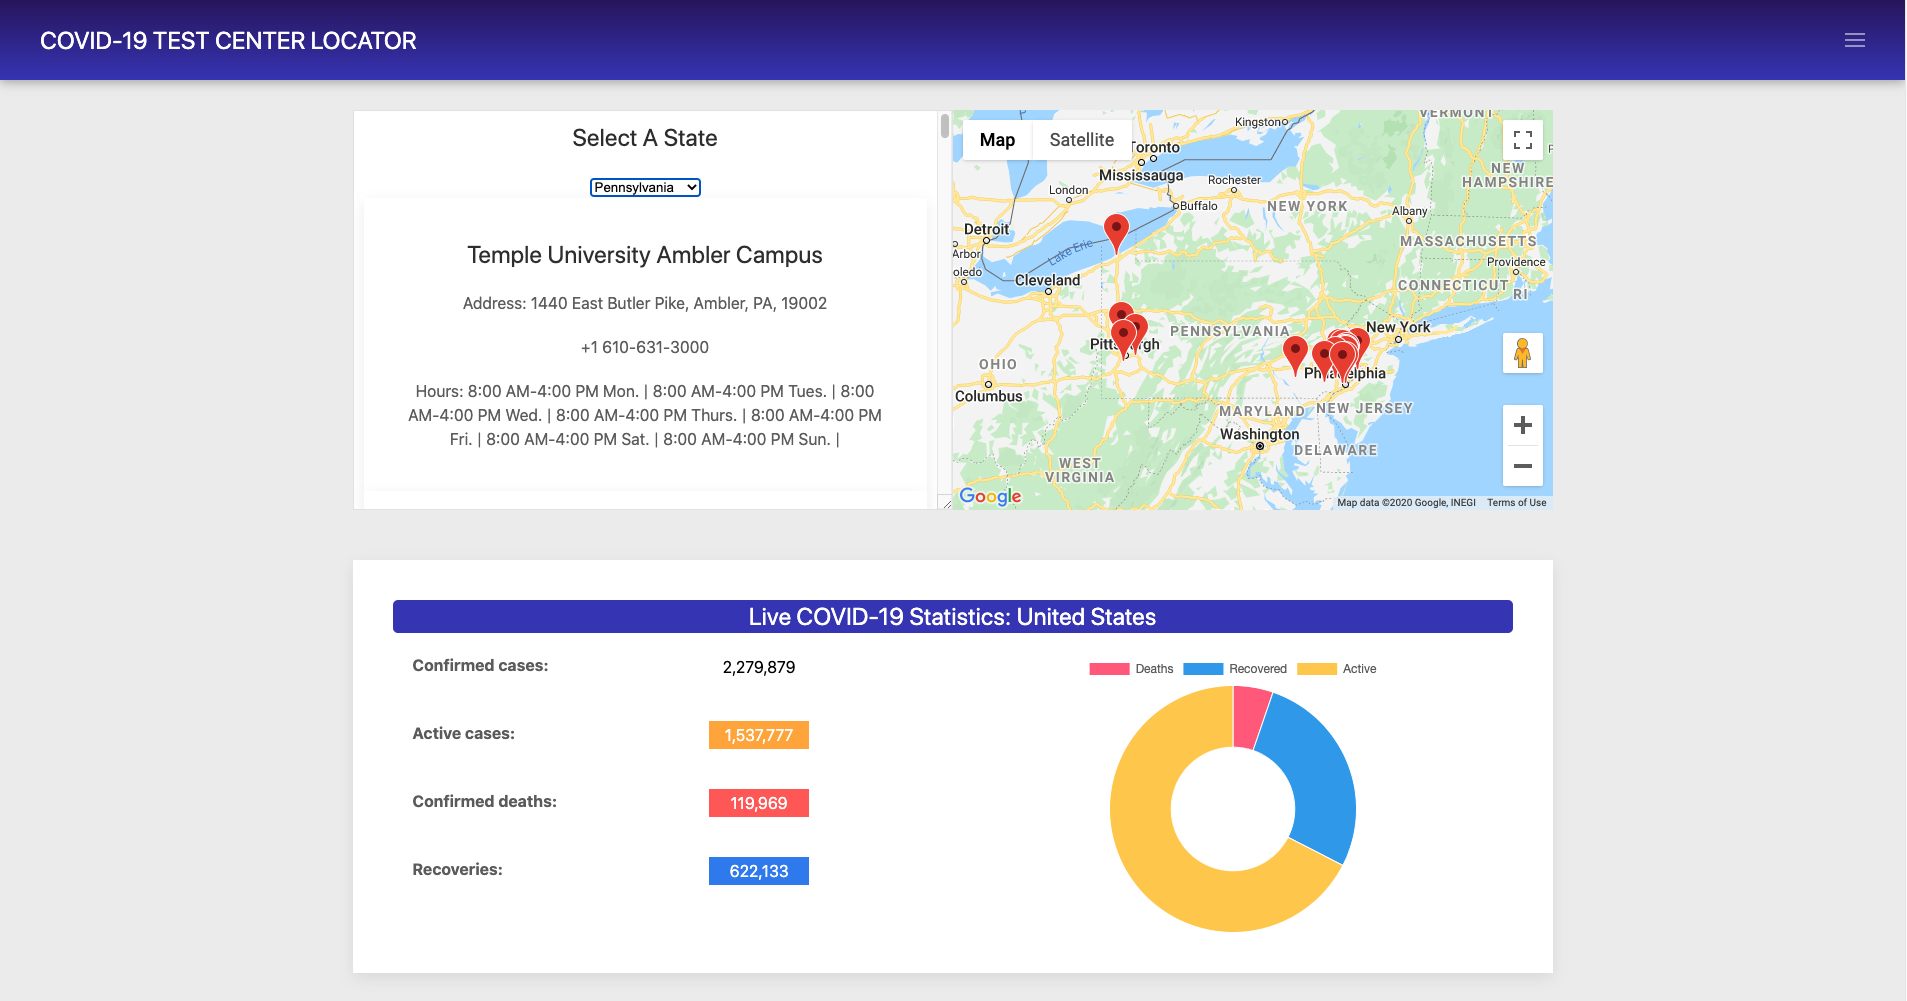 COVID-19 TEST CENTER LOCATOR
Select A State
Pennsylvania
Temple University Ambler Campus
Address: 1440 East Butler Pike, Ambler, PA, 19002
+1 610-631-3000
Hours: 8:00 AM-4:00 PM Mon. | 8:00 AM-4:00 PM Tues. | 8:00
AM-4:00 PM Wed. | 8:00 AM-4:00 PM Thurs. | 8:00 AM-4:00 PM
Fri. | 8:00 AM-4:00 PM Sat. | 8:00 AM-4:00 PM Sun. |
Map
Satellite
VERMONT
Kingston
Toronto
Mississauga
NEW
HAMPSHIRE
London
Rochester
Buffalo
NEW YORK
Albany
Detroit
MASSACHUSETTS
Arbor
Lake Erie
Providence
oledo
Cleveland
CONNECTICUT
RI
PENNSYLVANIA
New York
Pittsburgh
OHIO
Philadelphia
Columbus
MARYLAND
NEW JERSEY
Washington
DELAWARE
WEST
VIRGINIA
Google
Map data ©2020 Google, INEGI
Terms of Use
Live COVID-19 Statistics: United States
Confirmed cases: 2,279,879
Active cases: 1,537,777
Confirmed deaths: 119,969
Recoveries: 622,133
Deaths Recovered Active